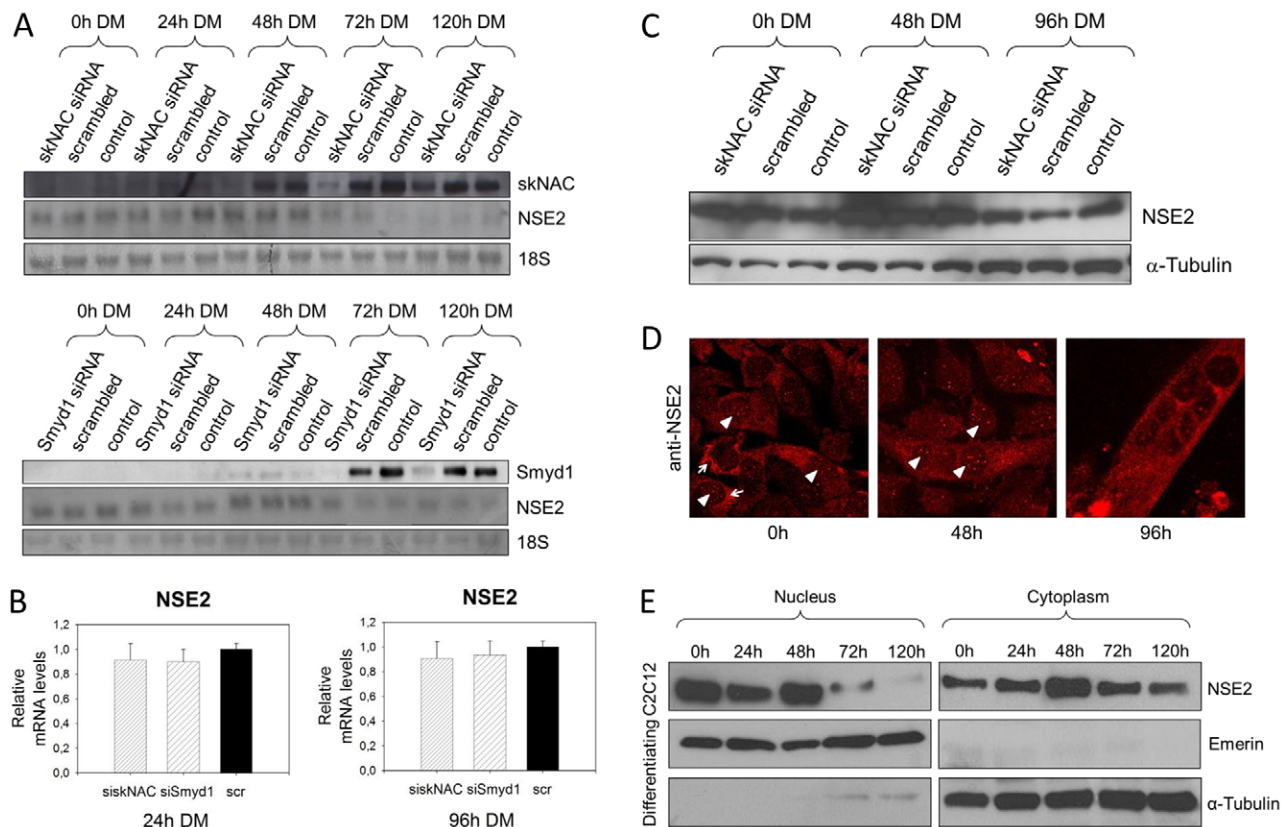 A
0h DM 24h DM 48h DM 72h DM 120h DM
skNAC siRNA scrambled control skNAC siRNA scrambled control skNAC siRNA scrambled control skNAC siRNA scrambled control skNAC siRNA scrambled control
skNAC
NSE2
18S
0h DM 24h DM 48h DM 72h DM 120h DM
Smyd1 siRNA scrambled control Smyd1 siRNA scrambled control Smyd1 siRNA scrambled control Smyd1 siRNA scrambled control Smyd1 siRNA scrambled control
Smyd1
NSE2
18S
B
NSE2
Relative
mRNA levels
1,2
1,0
0,8
0,6
0,4
0,2
0,0
siskNAC siSmyd1 scr
24h DM
NSE2
Relative
mRNA levels
1,2
1,0
0,8
0,6
0,4
0,2
0,0
siskNAC siSmyd1 scr
96h DM
C
0h DM 48h DM 96h DM
skNAC siRNA scrambled control skNAC siRNA scrambled control skNAC siRNA scrambled control
NSE2
α-Tubulin
D
anti-NSE2
0h 48h 96h
E
Nucleus Cytoplasm
0h 24h 48h 72h 120h 0h 24h 48h 72h 120h
Differentiating C2C12
NSE2
Emerin
α-Tubulin